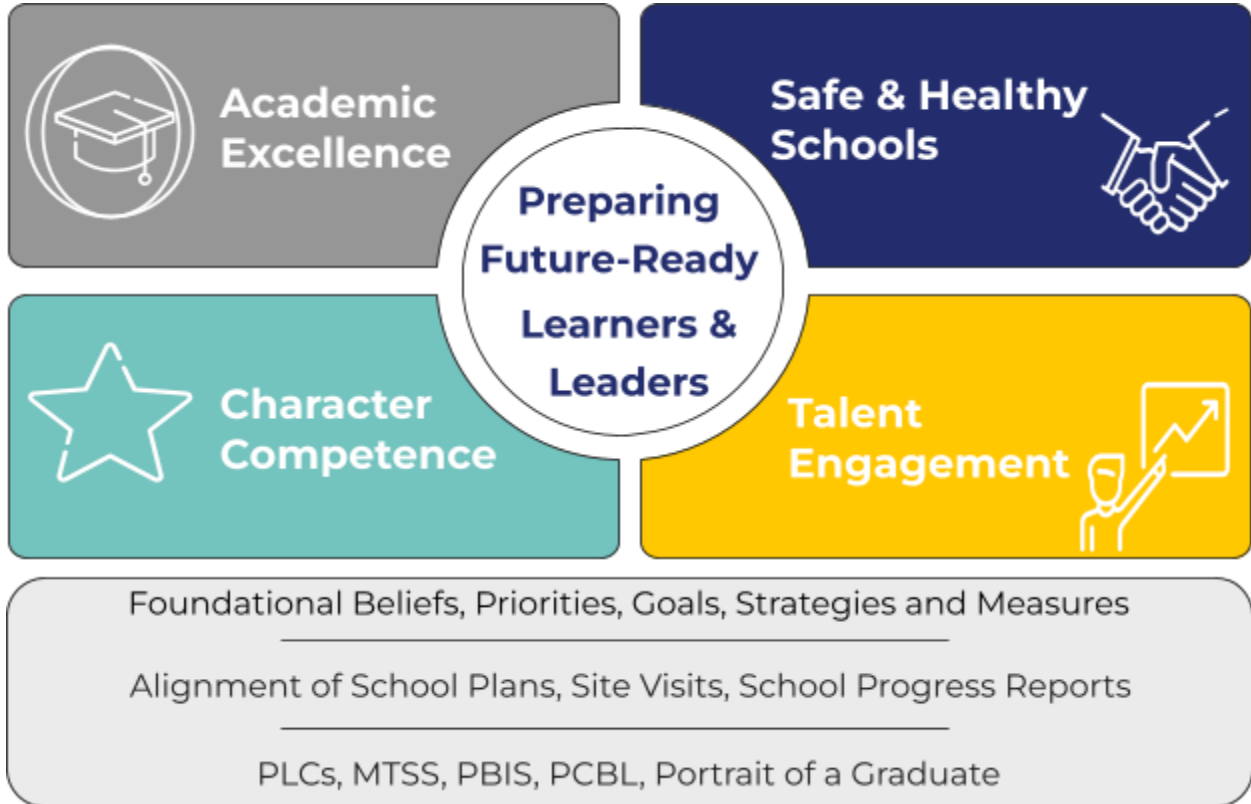 Academic
Excellence
Safe & Healthy
Schools
Preparing
Future-Ready
Learners &
Leaders
Character
Competence
Talent
Engagement
Foundational Beliefs, Priorities, Goals, Strategies and Measures
Alignment of School Plans, Site Visits, School Progress Reports
PLCs, MTSS, PBIS, PCBL, Portrait of a Graduate